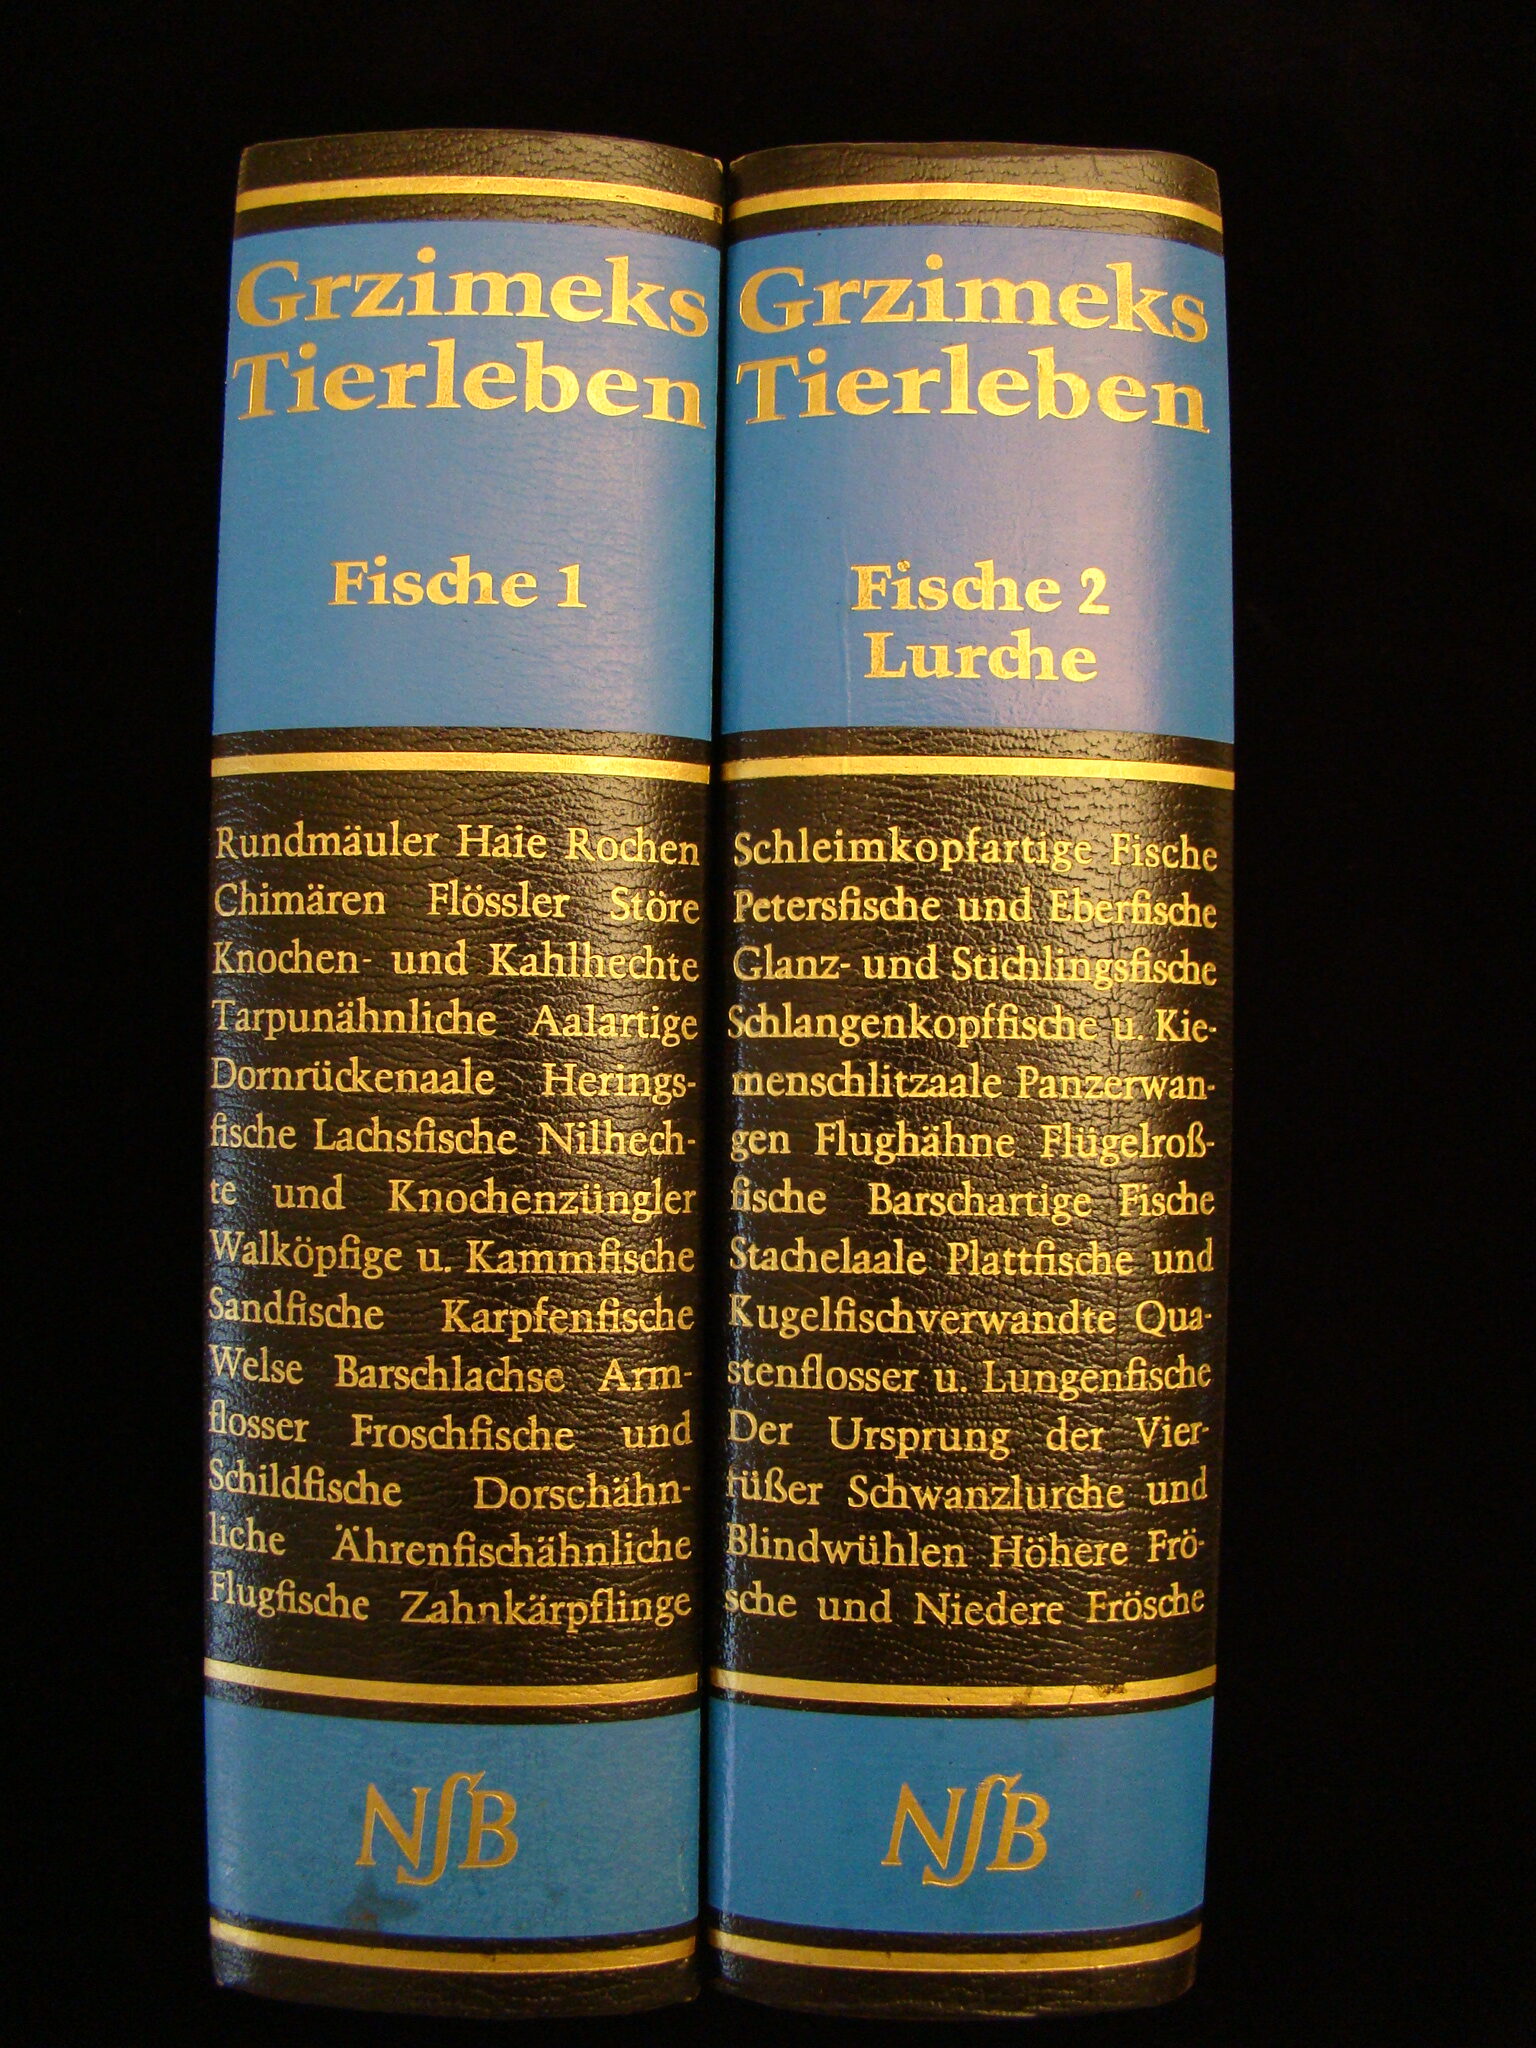 Grzimeks
Tierleben
Fische 1
Rundmäuler Haie Rochen
Chimären Flössler Störe
Knochen- und Kahlhechte
Tarpunähnliche Aalartige
Dornrückenaale Herings-
fische Lachsfische Nilhech-
te und Knochenzüngler
Walköpfige u. Kammfische
Sandfische Karpfenfische
Welse Barschlachse Arm-
flosser Froschfische und
Schildfische Dorschähn-
liche Ährenfischähnliche
Flugfische Zahnkärpflinge
NſB
Grzimeks
Tierleben
Fische 2
Lurche
Schleimkopfartige Fische
Petersfische und Eberfische
Glanz- und Stichlingsfische
Schlangenkopffische u. Kie-
menschlitzaale Panzerwan-
gen Flughähne Flügelroß-
fische Barschartige Fische
Stachelaale Plattfische und
Kugelfischverwandte Qua-
stenflosser u. Lungenfische
Der Ursprung der Vier-
füßer Schwanzlurche und
Blindwühlen Höhere Frö-
sche und Niedere Frösche
NſB